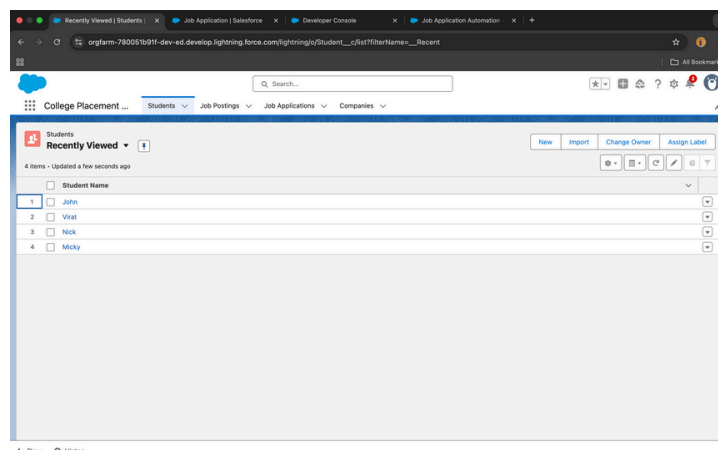 Recently Viewed | Students |
Job Application | Salesforce
Developer Console
Job Application Automation -
orgfarm-780051b91f-dev-ed.develop.lightning.force.com/lightning/o/Student__c/list?filterName=__Recent
All Bookmar
Search...
College Placement ...
Students
Job Postings
Job Applications
Companies
Students
Recently Viewed
New
Import
Change Owner
Assign Label
4 items • Updated a few seconds ago
Student Name
1 John
2 Virat
3 Nick
4 Micky